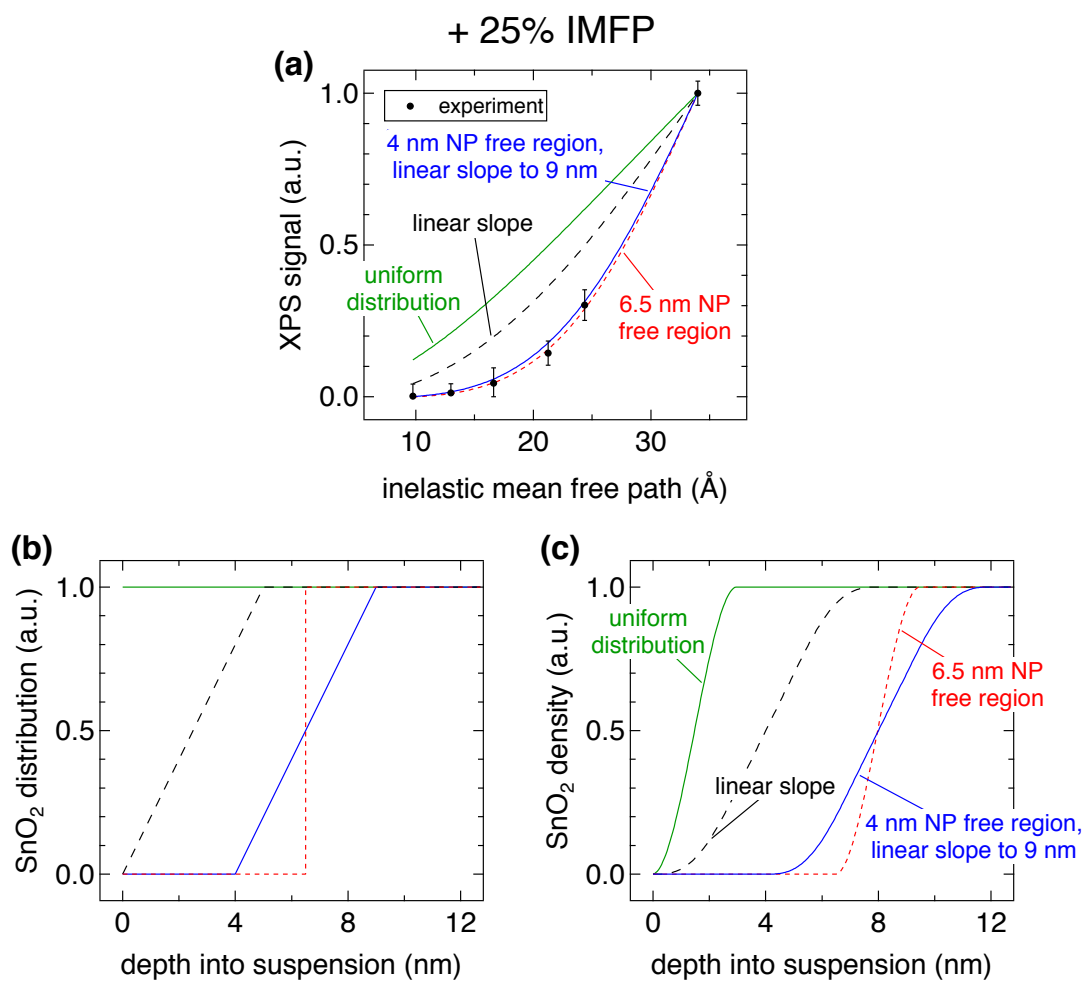 + 25% IMFP
(a)
XPS signal (a.u.)
1.0
0.5
0.0
experiment
4 nm NP free region,
linear slope to 9 nm
linear slope
uniform
distribution
6.5 nm NP
free region
10
20
30
inelastic mean free path (Å)
(b)
SnO₂ distribution (a.u.)
1.0
0.5
0.0
0
4
8
12
depth into suspension (nm)
(c)
SnO₂ density (a.u.)
1.0
0.5
0.0
uniform
distribution
6.5 nm NP
free region
linear slope
4 nm NP free region,
linear slope to 9 nm
0
4
8
12
depth into suspension (nm)